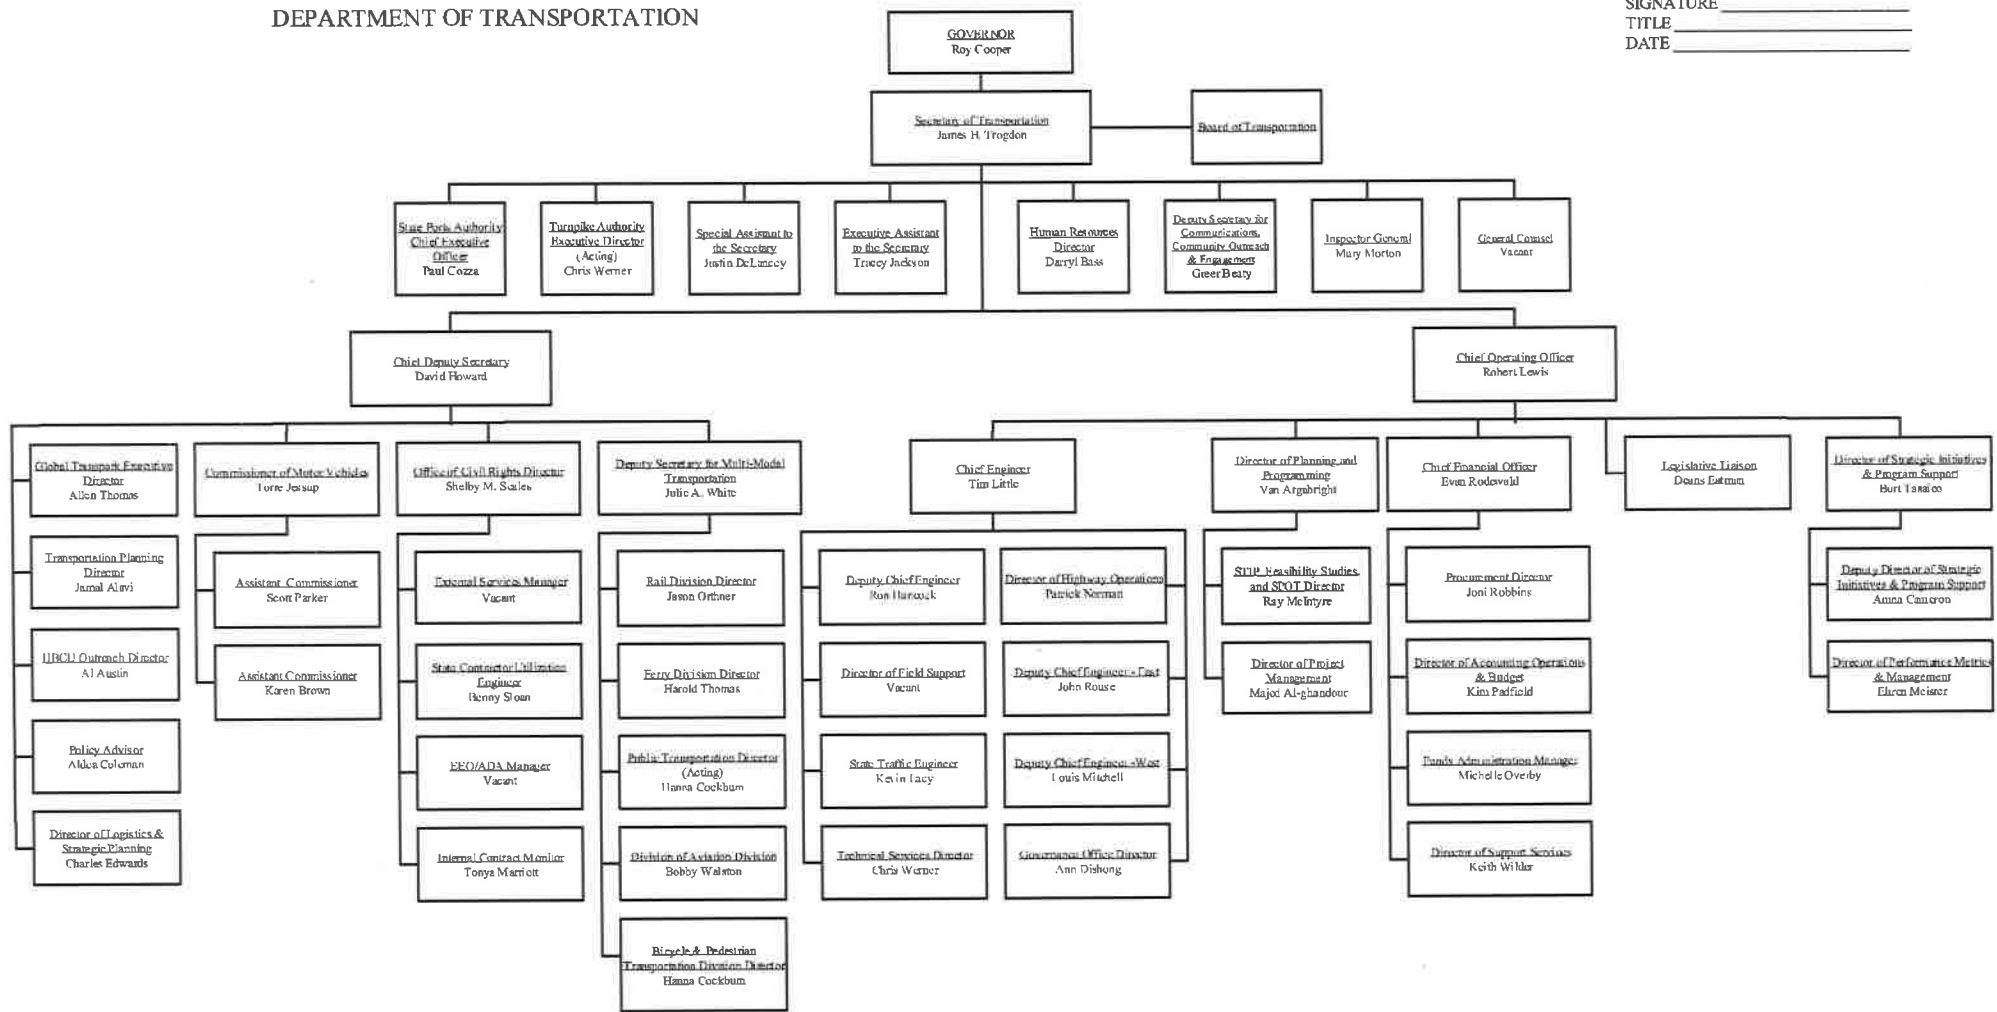 DEPARTMENT OF TRANSPORTATION
SIGNATURE
TITLE
DATE
GOVERNOR
Roy Cooper
Secretary of Transportation
James H. Trogdon
Board of Transportation
State Ports Authority
Chief Executive
Officer
Paul Cozza
Turnpike Authority
Executive Director
(Acting)
Chris Werner
Special Assistant to
the Secretary
Justin DeLancey
Executive Assistant
to the Secretary
Tracey Jackson
Human Resources
Director
Darryl Bass
Deputy Secretary for
Communications,
Community Outreach
& Engagement
Greer Beaty
Inspector General
Mary Morton
General Counsel
Vacant
Chief Deputy Secretary
David Howard
Chief Operating Officer
Robert Lewis
Global Transpark Executive
Director
Allen Thomas
Commissioner of Motor Vehicles
Torre Jessup
Office of Civil Rights Director
Shelby M. Scales
Deputy Secretary for Multi-Modal
Transportation
Julie A. White
Chief Engineer
Tim Little
Director of Planning and
Programming
Van Argabright
Chief Financial Officer
Evan Rodewald
Legislative Liaison
Eatman
Director of Strategic Initiatives
& Program Support
Burt Tasaico
Transportation Planning
Director
Jamal Alavi
HBCU Outreach Director
Al Austin
Policy Advisor
Alden Coleman
Director of Logistics &
Strategic Planning
Charles Edwards
Assistant Commissioner
Scott Parker
Assistant Commissioner
Karen Brown
External Services Manager
Vacant
State Contractor Utilization
Engineer
Benny Sloan
EEO/ADA Manager
Vacant
Internal Contract Monitor
Tonya Marriott
Rail Division Director
Jason Orthner
Ferry Division Director
Harold Thomas
Public Transportation Director
(Acting)
Hanna Cockburn
Division of Aviation Division
Bobby Walston
Bicycle & Pedestrian
Transportation Division Director
Hanna Cockburn
Deputy Chief Engineer
Ron Hancock
Director of Field Support
Vacant
State Traffic Engineer
Kevin Lacy
Technical Services Director
Chris Werner
Director of Highway Operations
Patrick Norman
Deputy Chief Engineer - East
John Rouse
Deputy Chief Engineer -West
Louis Mitchell
Governance Office Director
Ann Dishong
STIP, Feasibility Studies,
and SPOT Director
Ray McIntyre
Director of Project
Management
Majed Al-ghandour
Procurement Director
Joni Robbins
Director of Accounting Operations
& Budget
Kim Padfield
Funds Administration Manager
Michelle Overby
Director of Support Services
Keith Wilder
Deputy Director of Strategic
Initiatives & Program Support
Amna Cameron
Director of Performance Metrics
& Management
Ehren Meister